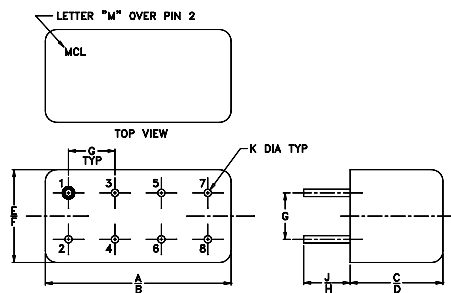 LETTER "M" OVER PIN 2
MCL
TOP VIEW
G
TYP
K DIA TYP
1 3 5 7
2 4 6 8
E
F
G
A
B
J
H
C
D